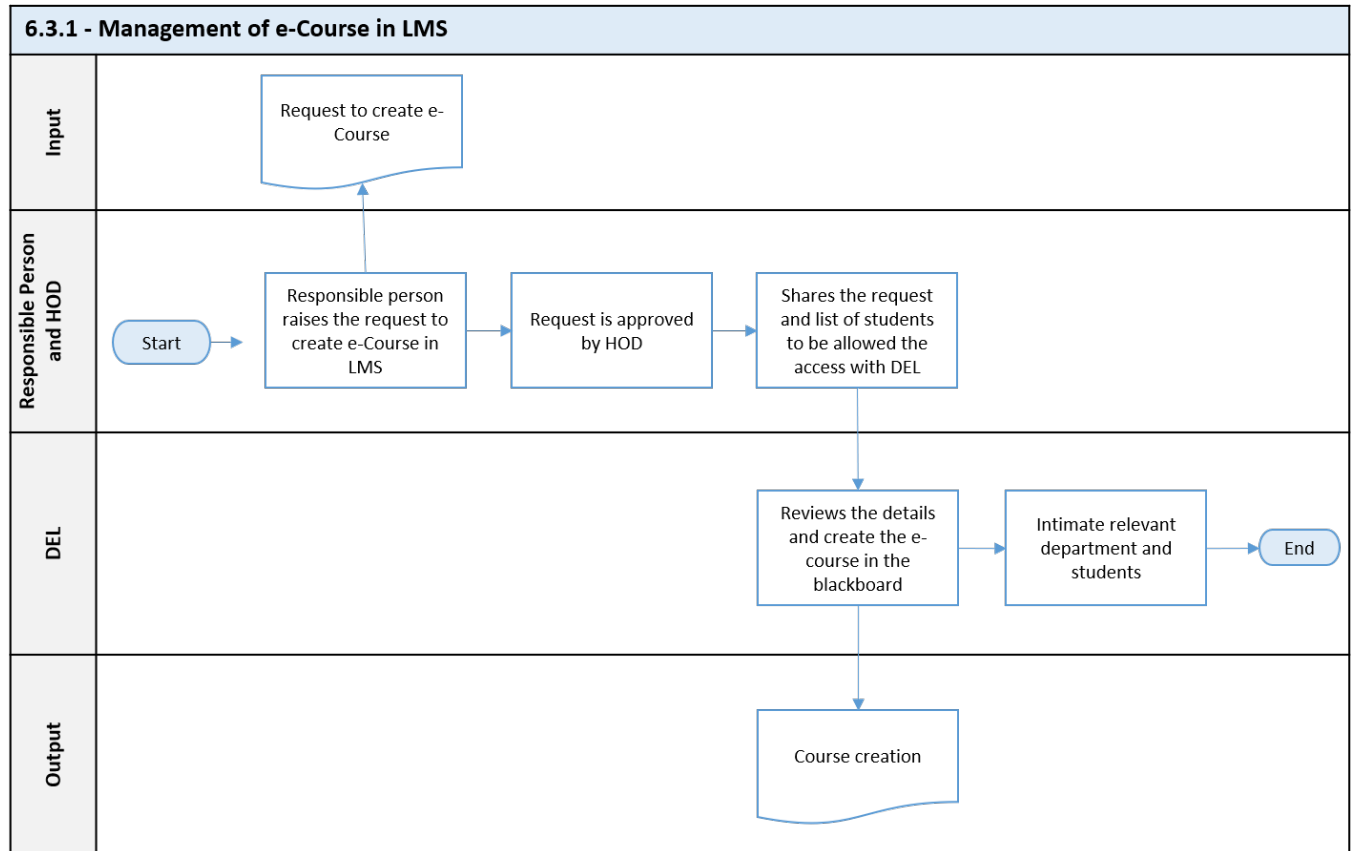 6.3.1 - Management of e-Course in LMS
Input
Request to create e-
Course
Responsible Person
and HOD
Start
Responsible person
raises the request to
create e-Course in
LMS
Request is approved
by HOD
Shares the request
and list of students
to be allowed the
access with DEL
DEL
Reviews the details
and create the e-
course in the
blackboard
Intimate relevant
department and
students
End
Output
Course creation